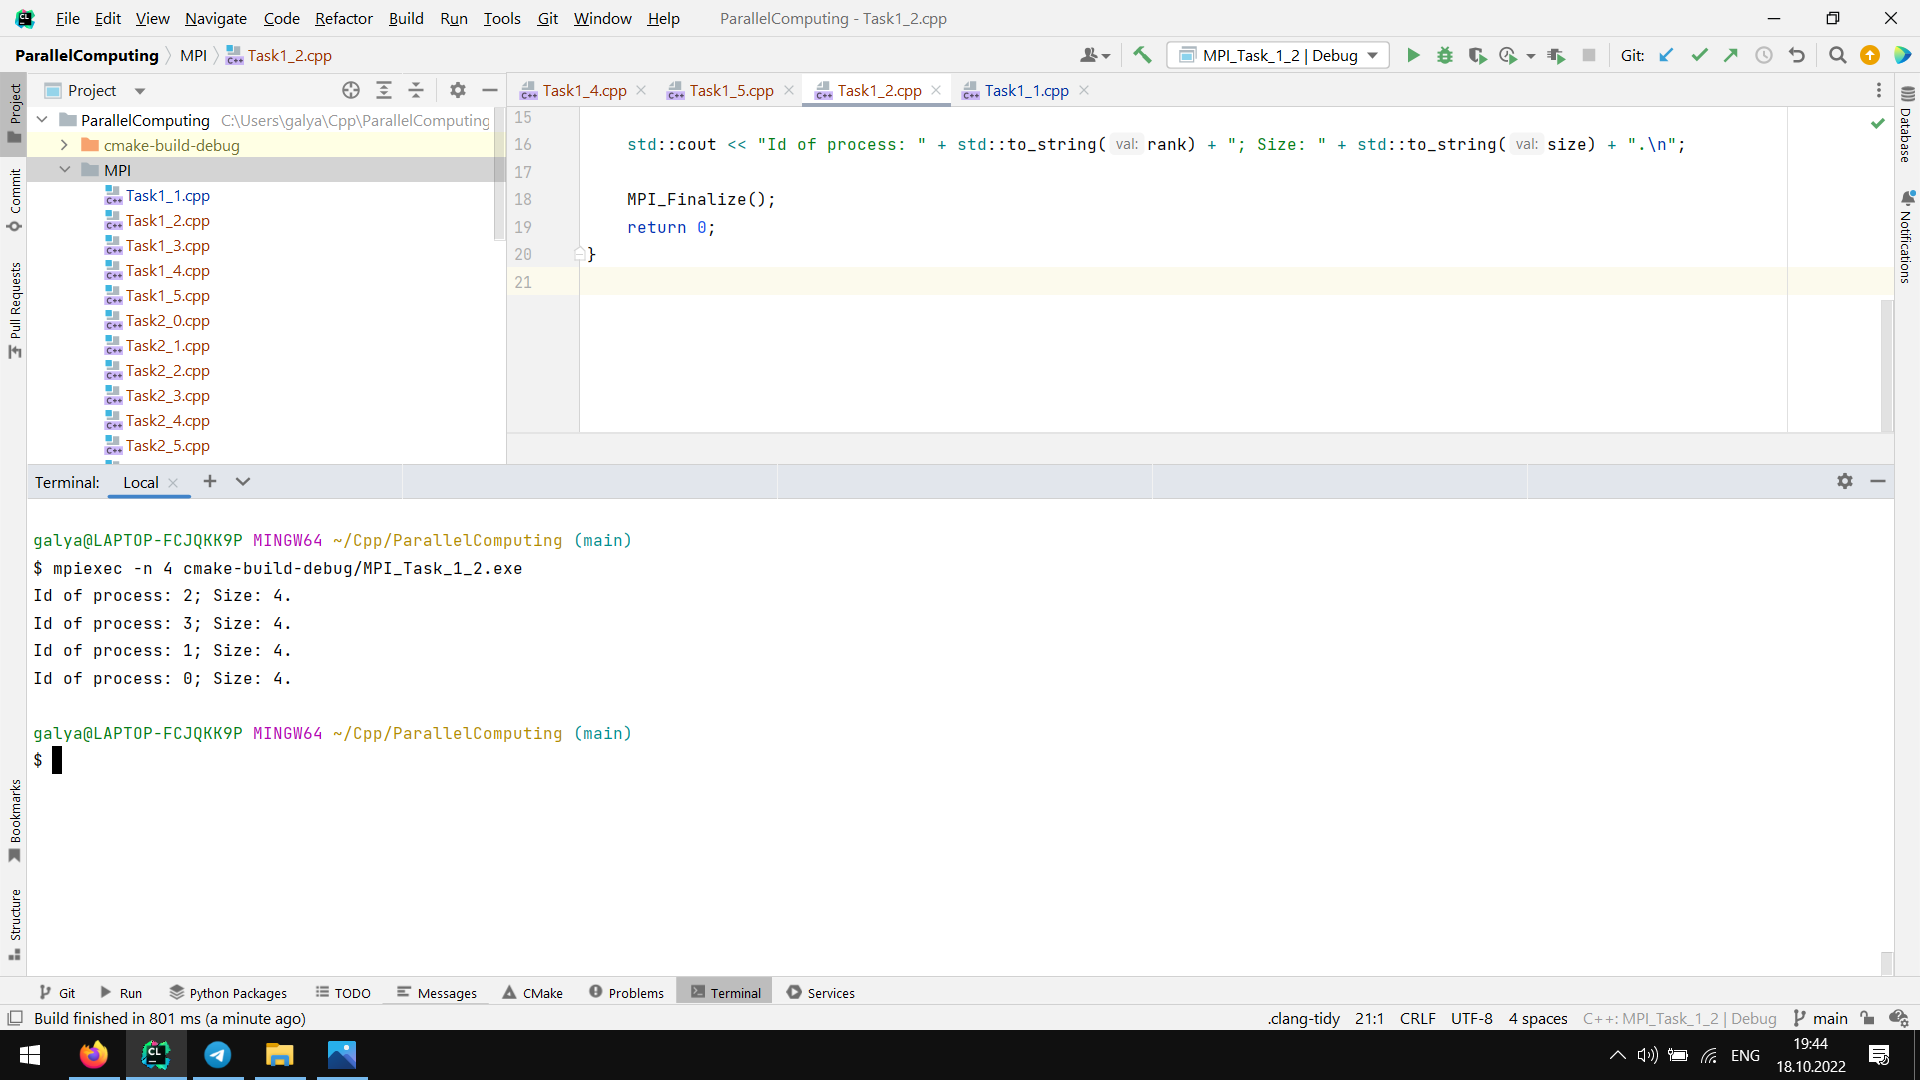 File Edit View Navigate Code Refactor Build Run Tools Git Window Help ParallelComputing - Task1_2.cpp
ParallelComputing MPI Task1_2.cpp MPI_Task_1_2 | Debug Git:
Project
Task1_4.cpp Task1_5.cpp Task1_2.cpp Task1_1.cpp
ParallelComputing C:\Users\galya\Cpp\ParallelComputing
cmake-build-debug
MPI
Task1_1.cpp
Task1_2.cpp
Task1_3.cpp
Task1_4.cpp
Task1_5.cpp
Task2_0.cpp
Task2_1.cpp
Task2_2.cpp
Task2_3.cpp
Task2_4.cpp
Task2_5.cpp
15
16 std::cout << "Id of process: " + std::to_string( val: rank) + "; Size: " + std::to_string( val: size) + ".\n";
17
18 MPI_Finalize();
19 return 0;
20 }
21
Project
Commit
Pull Requests
Bookmarks
Structure
Database
Notifications
Terminal: Local
galya@LAPTOP-FCJQKK9P MINGW64 ~/Cpp/ParallelComputing (main)
$ mpiexec -n 4 cmake-build-debug/MPI_Task_1_2.exe
Id of process: 2; Size: 4.
Id of process: 3; Size: 4.
Id of process: 1; Size: 4.
Id of process: 0; Size: 4.
galya@LAPTOP-FCJQKK9P MINGW64 ~/Cpp/ParallelComputing (main)
$
Git Run Python Packages TODO Messages CMake Problems Terminal Services
Build finished in 801 ms (a minute ago) .clang-tidy 21:1 CRLF UTF-8 4 spaces C++: MPI_Task_1_2 | Debug main
ENG
19:44
18.10.2022